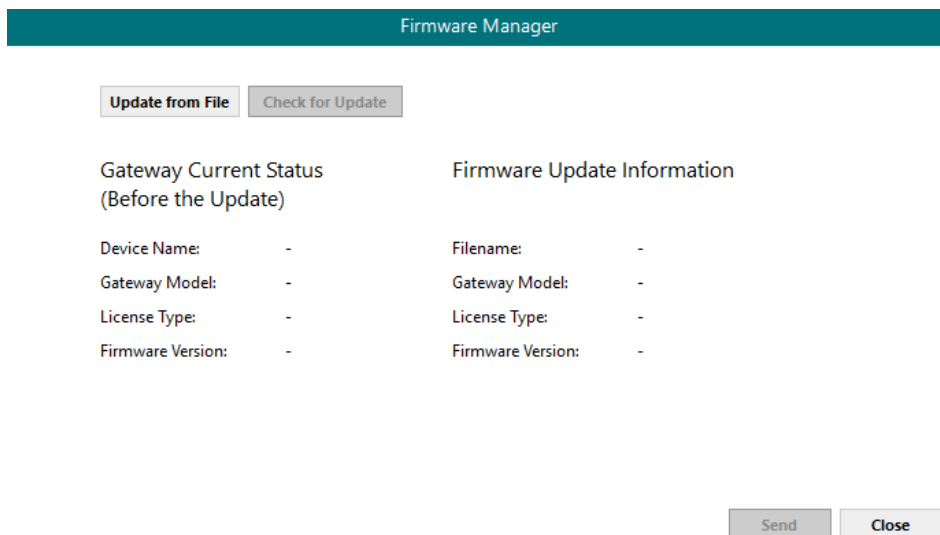 Firmware Manager
Update from File Check for Update
Gateway Current Status
(Before the Update)
Firmware Update Information
Device Name: -
Gateway Model: -
License Type: -
Firmware Version: -
Filename: -
Gateway Model: -
License Type: -
Firmware Version: -
Send Close